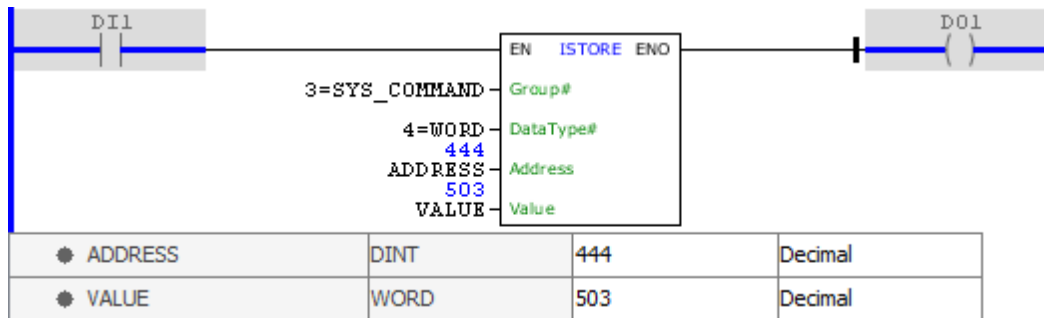 DI1
DO1
EN ISTORE ENO
3=SYS_COMMAND Group#
4=WORD DataType#
444
ADDRESS Address
503
VALUE Value
ADDRESS DINT 444 Decimal
VALUE WORD 503 Decimal